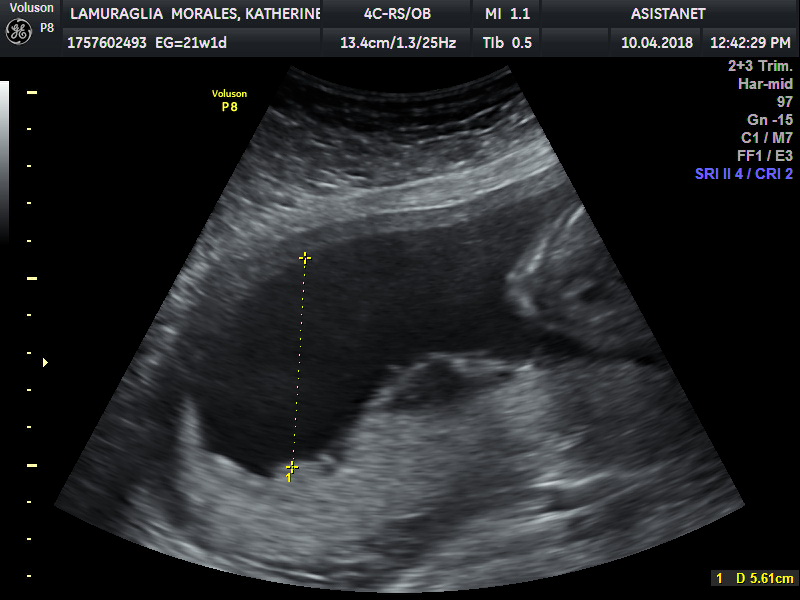 Voluson
P8
LAMURAGLIA MORALES, KATHERINE
4C-RS/OB
MI 1.1
ASISTANET
1757602493 EG=21w1d
13.4cm/1.3/25Hz
TIb 0.5
10.04.2018
12:42:29 PM
2+3 Trim.
Har-mid
97
Gn -15
C1 / M7
FF1 / E3
SRI II 4 / CRI 2
Voluson
P8
1
1 D 5.61cm